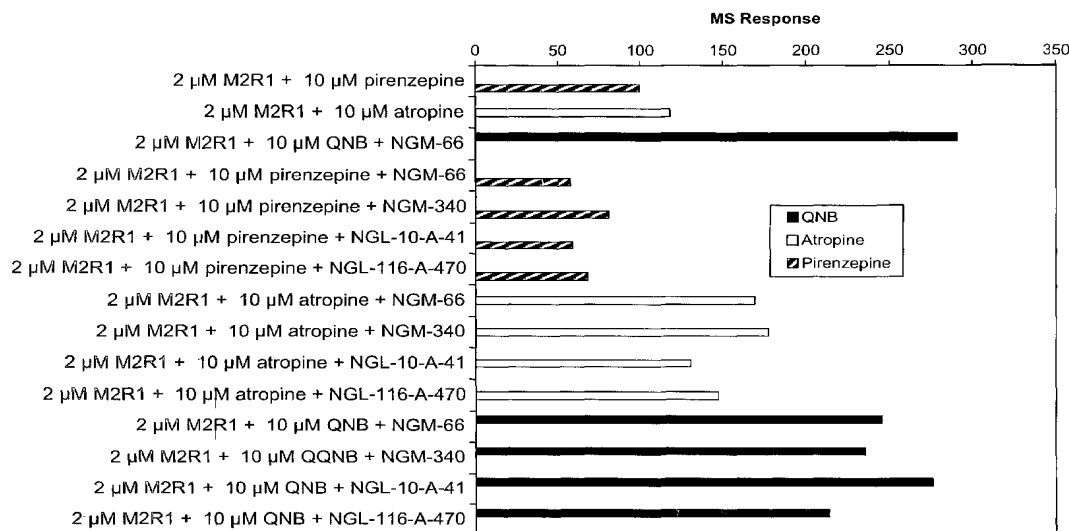 MS Response
0 50 100 150 200 250 300 350
2 µM M2R1 + 10 µM pirenzepine
2 µM M2R1 + 10 µM atropine
2 µM M2R1 + 10 µM QNB + NGM-66
2 µM M2R1 + 10 µM pirenzepine + NGM-66
2 µM M2R1 + 10 µM pirenzepine + NGM-340
2 µM M2R1 + 10 µM pirenzepine + NGL-10-A-41
2 µM M2R1 + 10 µM pirenzepine + NGL-116-A-470
2 µM M2R1 + 10 µM atropine + NGM-66
2 µM M2R1 + 10 µM atropine + NGM-340
2 µM M2R1 + 10 µM atropine + NGL-10-A-41
2 µM M2R1 + 10 µM atropine + NGL-116-A-470
2 µM M2R1 + 10 µM QNB + NGM-66
2 µM M2R1 + 10 µM QQNB + NGM-340
2 µM M2R1 + 10 µM QNB + NGL-10-A-41
2 µM M2R1 + 10 µM QNB + NGL-116-A-470
QNB
Atropine
Pirenzepine